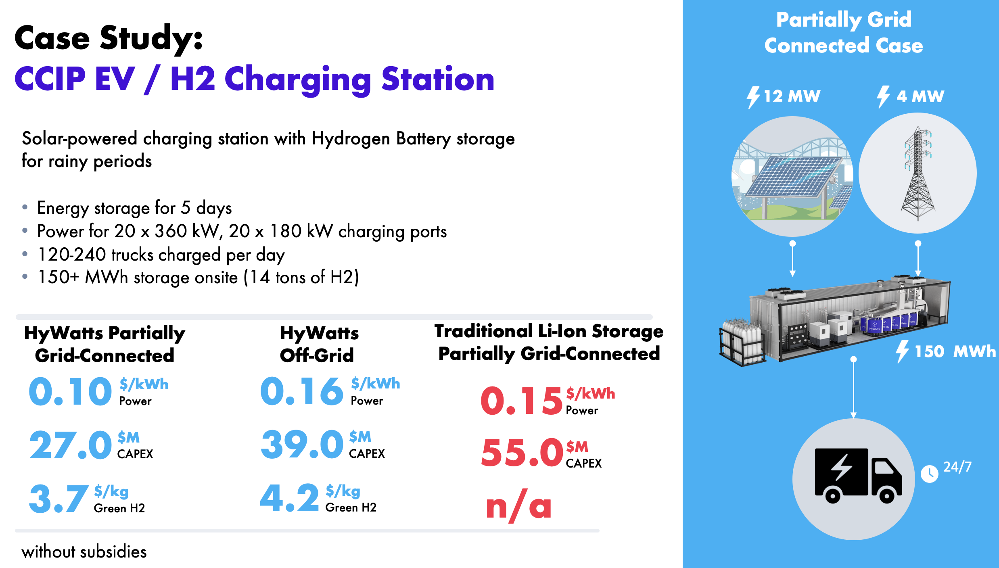 Case Study:
CCIP EV / H2 Charging Station
Solar-powered charging station with Hydrogen Battery storage
for rainy periods
• Energy storage for 5 days
• Power for 20 x 360 kW, 20 x 180 kW charging ports
• 120-240 trucks charged per day
• 150+ MWh storage onsite (14 tons of H2)
HyWatts Partially
Grid-Connected
0.10 $/kWh
Power
27.0 $M
CAPEX
3.7 $/kg
Green H2
HyWatts
Off-Grid
0.16 $/kWh
Power
39.0 $M
CAPEX
4.2 $/kg
Green H2
Traditional Li-Ion Storage
Partially Grid-Connected
0.15 $/kWh
Power
55.0 $M
CAPEX
n/a
without subsidies
Partially Grid
Connected Case
12 MW
4 MW
HyWatts
150 MWh
24/7